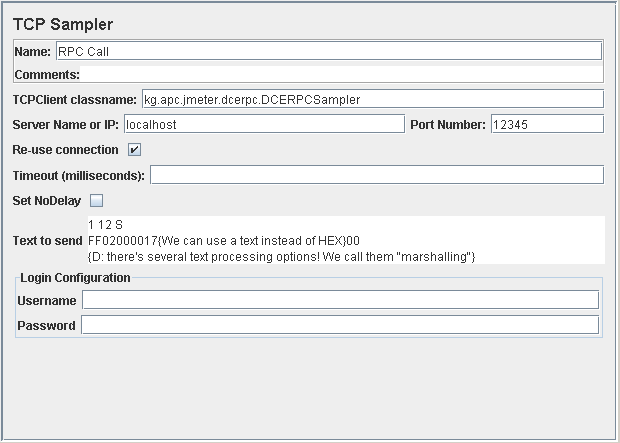 TCP Sampler
Name: RPC Call
Comments:
TCPClient classname: kg.apc.jmeter.dcerpc.DCERPCSampler
Server Name or IP: localhost Port Number: 12345
Re-use connection
Timeout (milliseconds):
Set NoDelay
1 12 S
Text to send FF02000017{We can use a text instead of HEX}00
{D: there's several text processing options! We call them "marshalling"}
Login Configuration
Username
Password